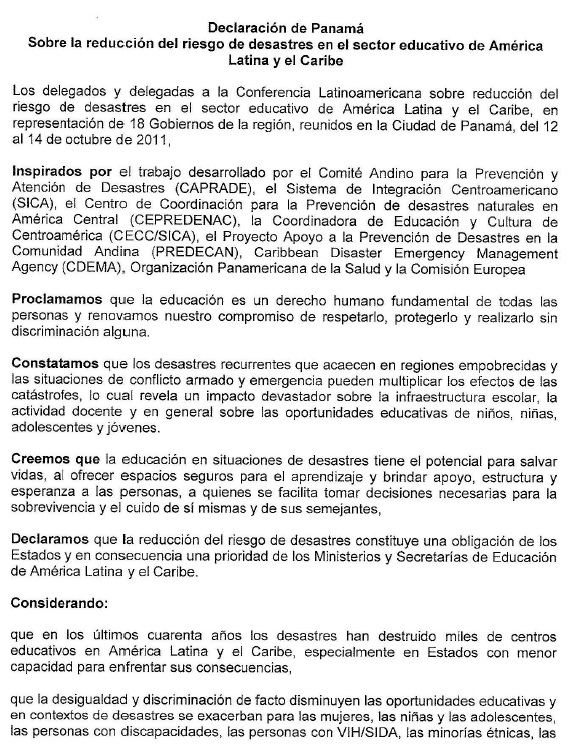 Declaración de Panamá
Sobre la reducción del riesgo de desastres en el sector educativo de América
Latina y el Caribe
Los delegados y delegadas a la Conferencia Latinoamericana sobre reducción del
riesgo de desastres en el sector educativo de América Latina y el Caribe, en
representación de 18 Gobiernos de la región, reunidos en la Ciudad de Panamá, del 12
al 14 de octubre de 2011,
Inspirados por el trabajo desarrollado por el Comité Andino para la Prevención y
Atención de Desastres (CAPRADE), el Sistema de Integración Centroamericano
(SICA), el Centro de Coordinación para la Prevención de desastres naturales en
América Central (CEPREDENAC), la Coordinadora de Educación y Cultura de
Centroamérica (CECC/SICA), el Proyecto Apoyo a la Prevención de Desastres en la
Comunidad Andina (PREDECAN), Caribbean Disaster Emergency Management
Agency (CDEMA), Organización Panamericana de la Salud y la Comisión Europea
Proclamamos que la educación es un derecho humano fundamental de todas las
personas y renovamos nuestro compromiso de respetarlo, protegerlo y realizarlo sin
discriminación alguna.
Constatamos que los desastres recurrentes que acaecen en regiones empobrecidas y
las situaciones de conflicto armado y emergencia pueden multiplicar los efectos de las
catástrofes, lo cual revela un impacto devastador sobre la infraestructura escolar, la
actividad docente y en general sobre las oportunidades educativas de niños, niñas,
adolescentes y jóvenes.
Creemos que la educación en situaciones de desastres tiene el potencial para salvar
vidas, al ofrecer espacios seguros para el aprendizaje y brindar apoyo, estructura y
esperanza a las personas, a quienes se facilita tomar decisiones necesarias para la
sobrevivencia y el cuido de sí mismas y de sus semejantes,
Declaramos que la reducción del riesgo de desastres constituye una obligación de los
Estados y en consecuencia una prioridad de los Ministerios y Secretarías de Educación
de América Latina y el Caribe.
Considerando:
que en los últimos cuarenta años los desastres han destruido miles de centros
educativos en América Latina y el Caribe, especialmente en Estados con menor
capacidad para enfrentar sus consecuencias,
que la desigualdad y discriminación de facto disminuyen las oportunidades educativas y
en contextos de desastres se exacerban para las mujeres, las niñas y las adolescentes,
las personas con discapacidades, las personas con VIH/SIDA, las minorías étnicas, las